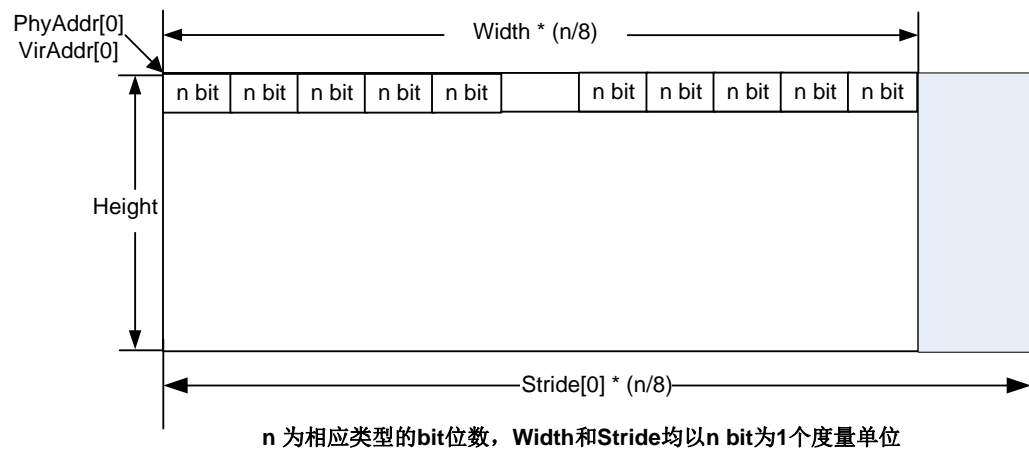 PhyAddr[0]
VirAddr[0]
Width * (n/8)
n bit n bit n bit n bit n bit n bit n bit n bit n bit n bit
Height
Stride[0] * (n/8)
n 为相应类型的bit位数，Width和Stride均以n bit为1个度量单位